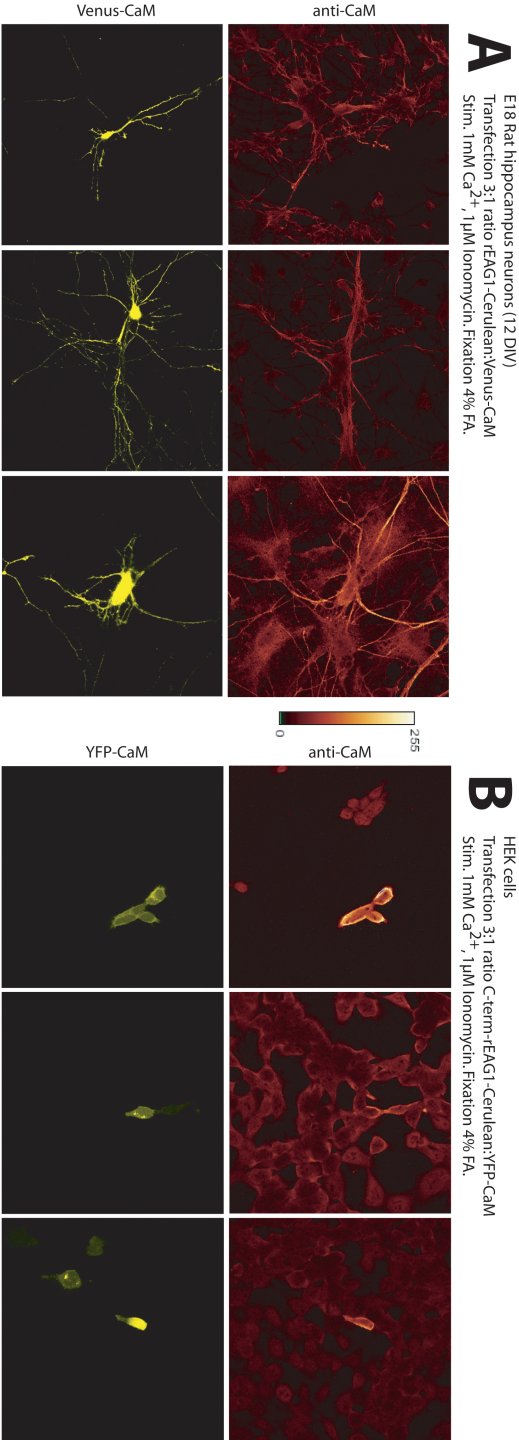 A
E18 Rat hippocampus neurons (12 DIV)
Transfection 3:1 ratio rEAG1-Cerulean:Venus-CaM
Stim. 1mM Ca2+, 1µM Ionomycin. Fixation 4% FA.
Venus-CaM
anti-CaM
0
255
B
HEK cells
Transfection 3:1 ratio C-term-rEAG1-Cerulean:YFP-CaM
Stim. 1mM Ca2+, 1µM Ionomycin. Fixation 4% FA.
YFP-CaM
anti-CaM